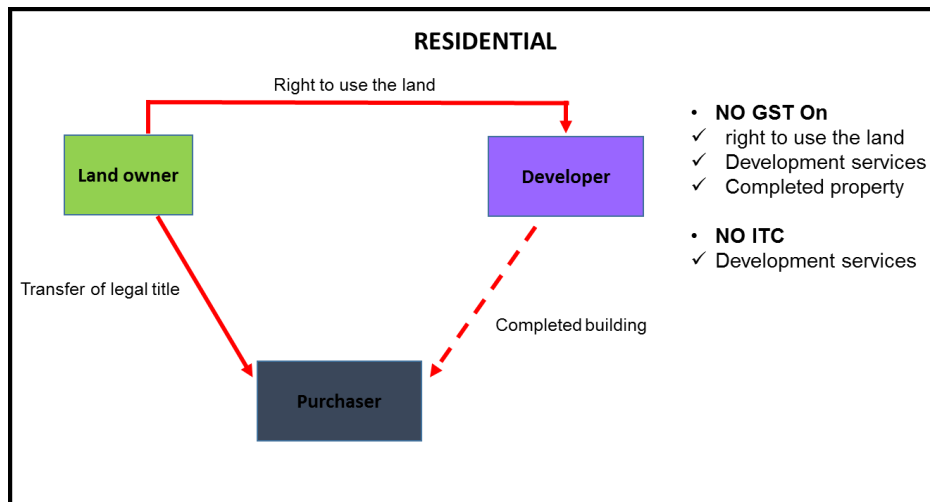 RESIDENTIAL
Right to use the land
Land owner
Developer
Transfer of legal title
Completed building
Purchaser
• NO GST On
✓ right to use the land
✓ Development services
✓ Completed property
• NO ITC
✓ Development services